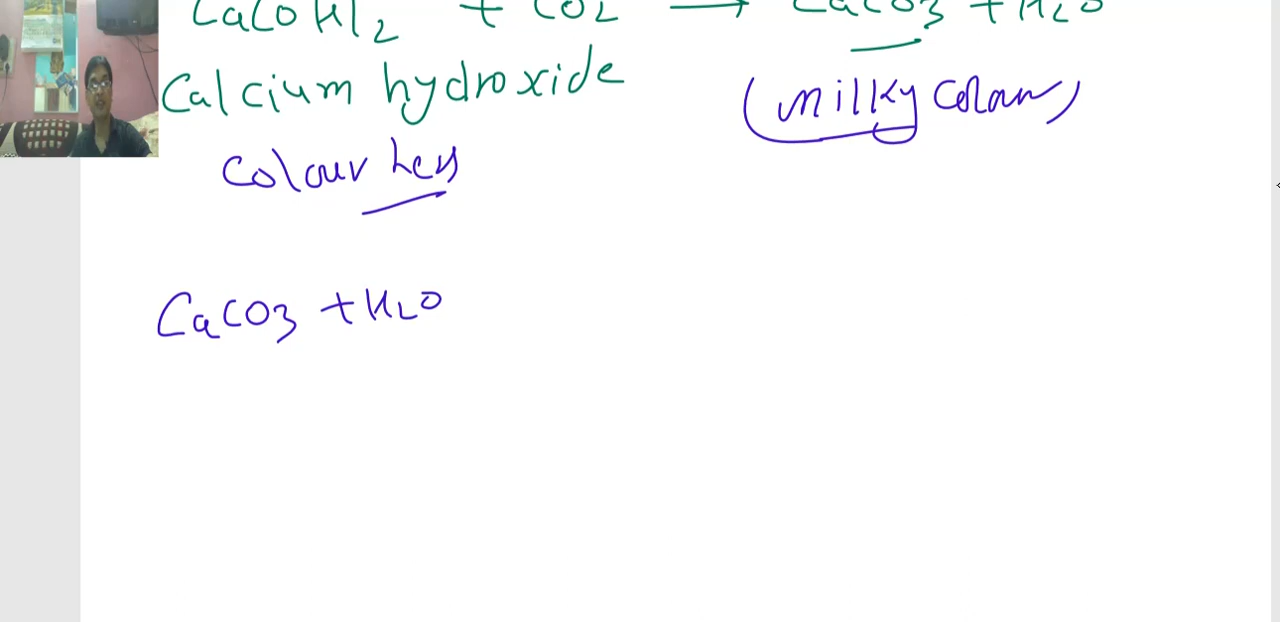 Ca(OH)2 + CO2 → CaCO3 + H2O
Calcium hydroxide
(milky colour)
Colour less
CaCO3 + H2O